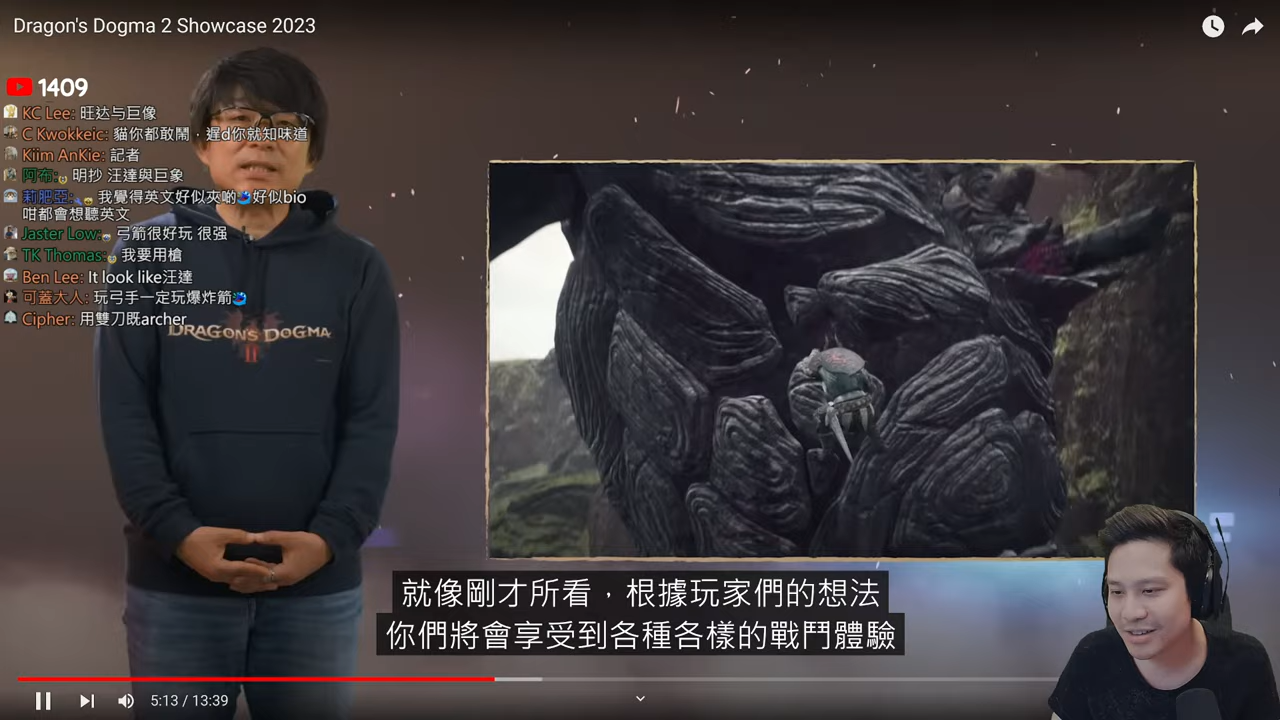 Dragon's Dogma 2 Showcase 2023
1409
KC Lee: 旺达与巨像
C Kwokkeic: 貓你都敢鬧，遲d你就知味道
Kiim AnKie: 記者
阿布: 明抄 汪達與巨象
莉肥亞: 我覺得英文好似夾啲好似bio
咁都會想聽英文
Jaster Low: 弓箭很好玩 很强
TK Thomas: 我要用槍
Ben Lee: It look like汪達
可蓋大人: 玩弓手一定玩爆炸箭
Cipher: 用雙刀既archer
DRAGON'S DOGMA
II
就像剛才所看，根據玩家們的想法
你們將會享受到各種各樣的戰鬥體驗
5:13 / 13:39